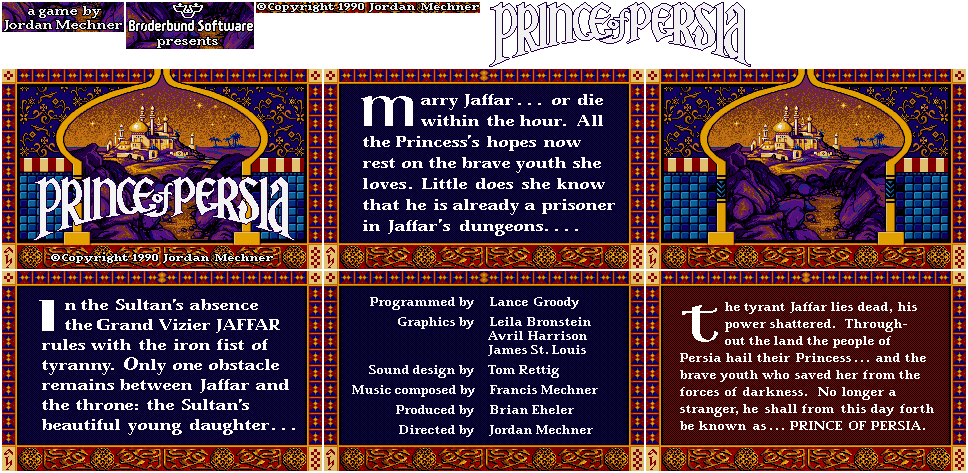 a game by
Jordan Mechner
Brøderbund Software
presents
©Copyright 1990 Jordan Mechner
PRINCE of PERSIA
PRINCE of PERSIA
©Copyright 1990 Jordan Mechner
marry Jaffar... or die
within the hour. All
the Princess's hopes now
rest on the brave youth she
loves. Little does she know
that he is already a prisoner
in Jaffar's dungeons....
In the Sultan's absence
the Grand Vizier JAFFAR
rules with the iron fist of
tyranny. Only one obstacle
remains between Jaffar and
the throne: the Sultan's
beautiful young daughter...
Programmed by Lance Groody
Graphics by Leila Bronstein
Avril Harrison
James St. Louis
Sound design by Tom Rettig
Music composed by Francis Mechner
Produced by Brian Eheler
Directed by Jordan Mechner
the tyrant Jaffar lies dead, his
power shattered. Through-
out the land the people of
Persia hail their Princess... and the
brave youth who saved her from the
forces of darkness. No longer a
stranger, he shall from this day forth
be known as... PRINCE OF PERSIA.